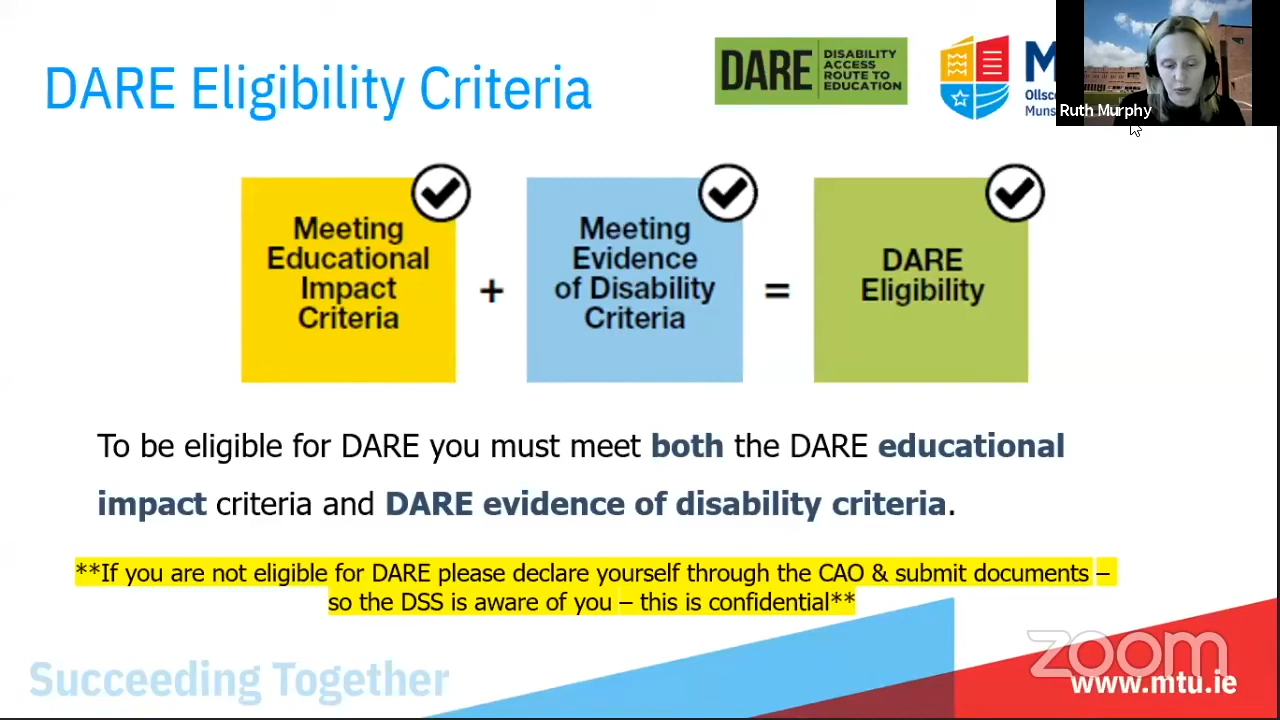 DARE Eligibility Criteria
DARE
DISABILITY
ACCESS
ROUTE TO
EDUCATION
M
Ollsc
Muns
Ruth Murphy
Meeting
Educational
Impact
Criteria
+
Meeting
Evidence
of Disability
Criteria
=
DARE
Eligibility
To be eligible for DARE you must meet both the DARE educational
impact criteria and DARE evidence of disability criteria.
**If you are not eligible for DARE please declare yourself through the CAO & submit documents –
so the DSS is aware of you – this is confidential**
Succeeding Together
zoom
www.mtu.ie